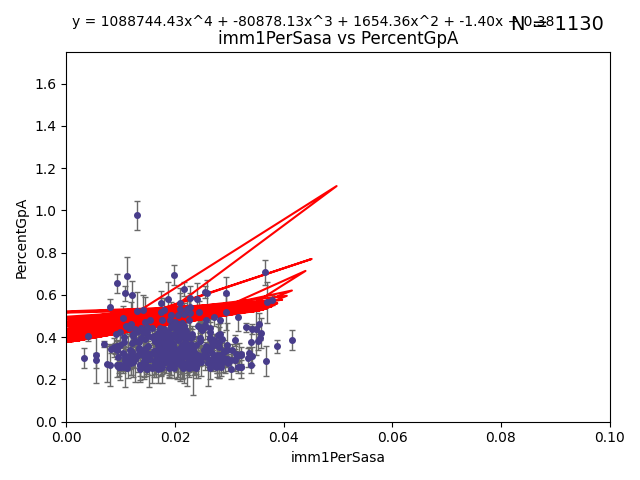 y = 1088744.43x^4 + -80878.13x^3 + 1654.36x^2 + -1.40x + 0.38
N = 1130
imm1PerSasa vs PercentGpA
PercentGpA
1.6
1.4
1.2
1.0
0.8
0.6
0.4
0.2
0.0
0.00 0.02 0.04 0.06 0.08 0.10
imm1PerSasa